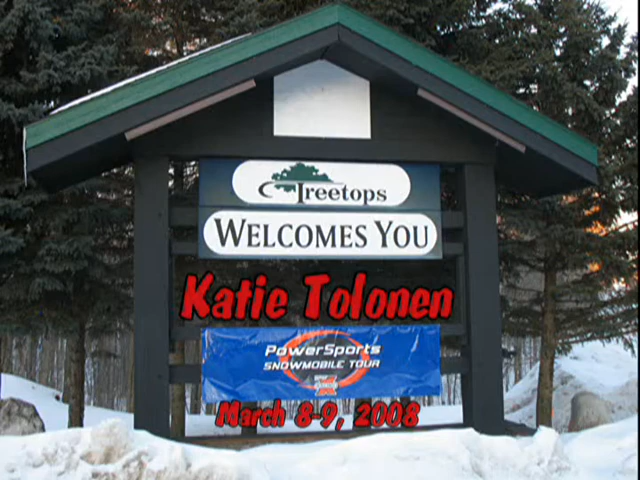 Treetops
WELCOMES YOU
Katie Tolonen
PowerSports
SNOWMOBILE TOUR
March 8-9, 2008